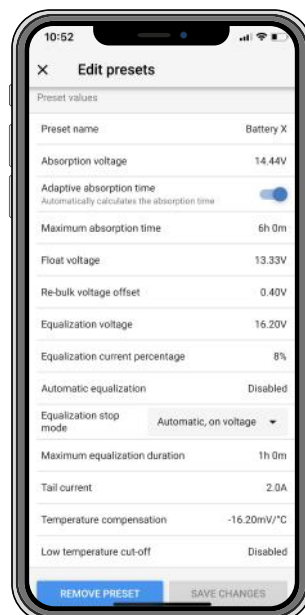 10:52
× Edit presets
Preset values
Preset name Battery X
Absorption voltage 14.44V
Adaptive absorption time
Automatically calculates the absorption time
Maximum absorption time 6h 0m
Float voltage 13.33V
Re-bulk voltage offset 0.40V
Equalization voltage 16.20V
Equalization current percentage 8%
Automatic equalization Disabled
Equalization stop mode Automatic, on voltage
Maximum equalization duration 1h 0m
Tail current 2.0A
Temperature compensation -16.20mV/°C
Low temperature cut-off Disabled
REMOVE PRESET SAVE CHANGES